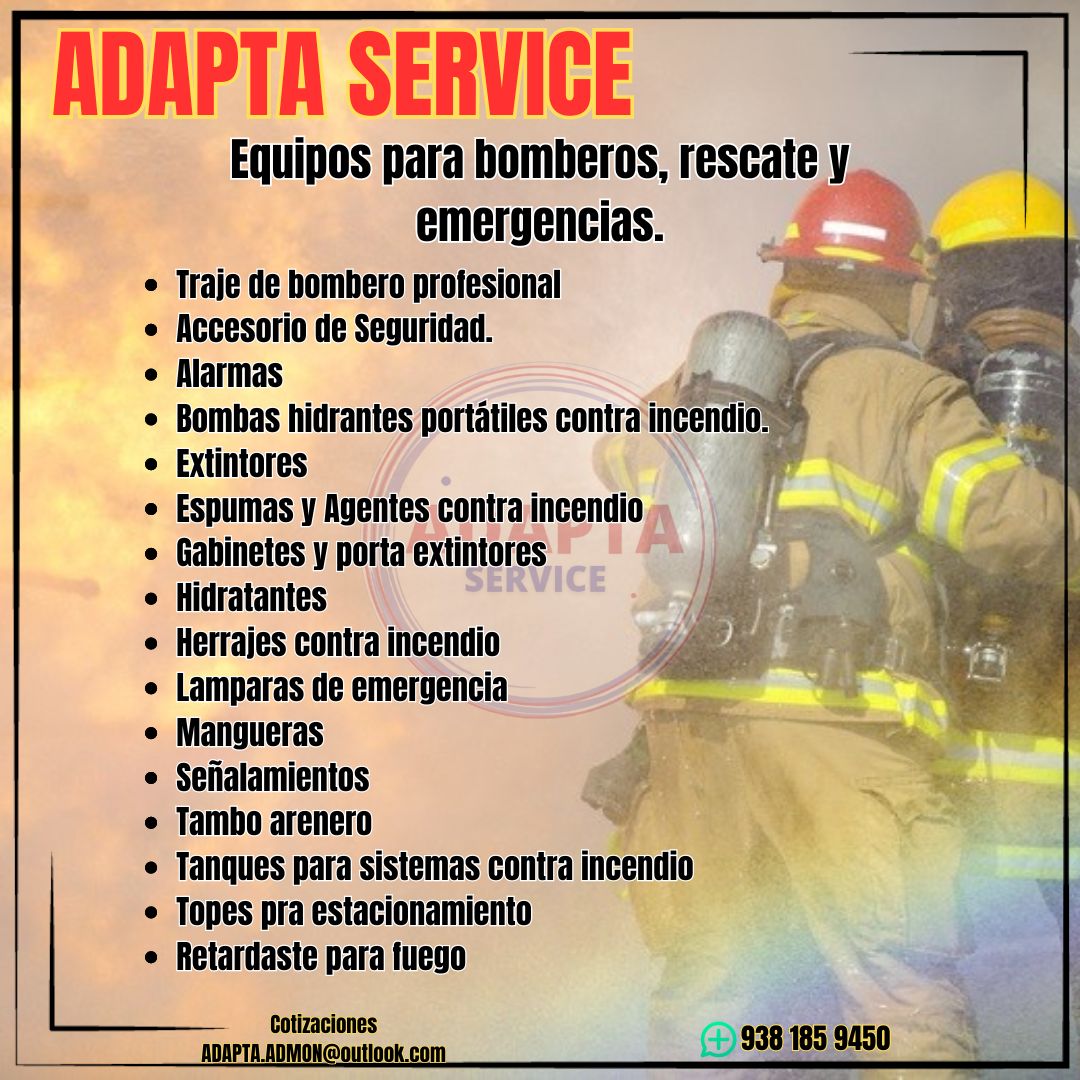 ADAPTA SERVICE
Equipos para bomberos, rescate y
emergencias.
• Traje de bombero profesional
• Accesorio de Seguridad.
• Alarmas
• Bombas hidrantes portátiles contra incendio.
• Extintores
• Espumas y Agentes contra incendio
• Gabinetes y porta extintores
• Hidratantes
• Herrajes contra incendio
• Lamparas de emergencia
• Mangueras
• Señalamientos
• Tambo arenero
• Tanques para sistemas contra incendio
• Topes pra estacionamiento
• Retardaste para fuego
ADAPTA
SERVICE
Cotizaciones
ADAPTA.ADMON@outlook.com
938 185 9450